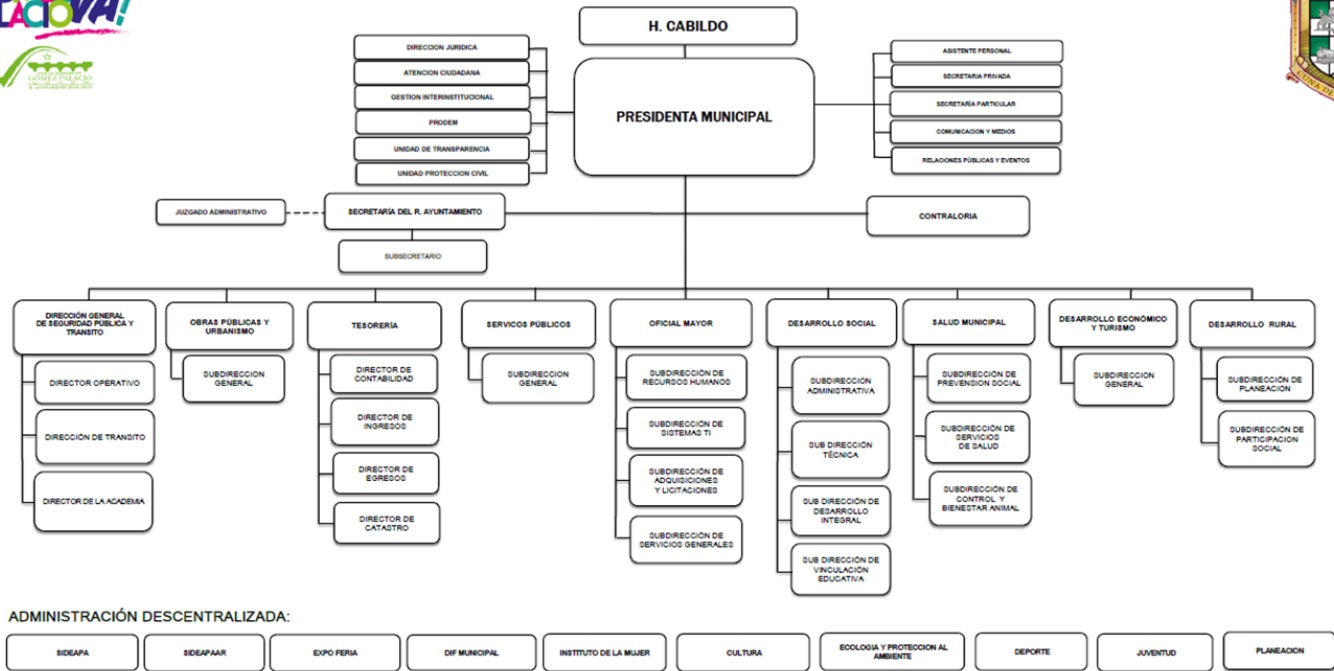 LACTOVA!
GÓMEZ PALACIO
H. CABILDO
PRESIDENTA MUNICIPAL
DIRECCION JURIDICA
ATENCION CIUDADANA
GESTION INTERINSTITUCIONAL
PRODEM
UNIDAD DE TRANSPARENCIA
UNIDAD PROTECCION CIVIL
ASISTENTE PERSONAL
SECRETARIA PRIVADA
SECRETARÍA PARTICULAR
COMUNICACION Y MEDIOS
RELACIONES PÚBLICAS Y EVENTOS
CUNA DE
JUZGADO ADMINISTRATIVO
SECRETARÍA DEL R. AYUNTAMIENTO
CONTRALORIA
SUBSECRETARIO
DIRECCIÓN GENERAL
DE SEGURIDAD PÚBLICA Y
TRANSITO
DIRECTOR OPERATIVO
DIRECCIÓN DE TRANSITO
DIRECTOR DE LA ACADEMIA
OBRAS PÚBLICAS Y
URBANISMO
SUBDIRECCION
GENERAL
TESORERÍA
DIRECTOR DE
CONTABILIDAD
DIRECTOR DE
INGRESOS
DIRECTOR DE
EGRESOS
DIRECTOR DE
CATASTRO
SERVICOS PÚBLICOS
SUBDIRECCION
GENERAL
OFICIAL MAYOR
SUBDIRECCIÓN DE
RECURSOS HUMANOS
SUBDIRECCIÓN DE
SISTEMAS TI
SUBDIRECCIÓN DE
ADQUISICIONES
Y LICITACIONES
SUBDIRECCIÓN DE
SERVICIOS GENERALES
DESARROLLO SOCIAL
SUBDIRECCION
ADMINISTRATIVA
SUB DIRECCIÓN
TÉCNICA
SUB DIRECCIÓN DE
DESARROLLO
INTEGRAL
SUB DIRECCIÓN DE
VINCULACIÓN
EDUCATIVA
SALUD MUNICIPAL
SUBDIRECCIÓN DE
PREVENSION SOCIAL
SUBDIRECCIÓN DE
SERVICIOS
DE SALUD
SUBDIRECCIÓN DE
CONTROL Y
BIENESTAR ANIMAL
DESARROLLO ECONÓMICO
Y TURISMO
SUBDIRECCION
GENERAL
DESARROLLO RURAL
SUBDIRECCIÓN DE
PLANEACION
SUBDIRECCIÓN DE
PARTICIPACION
SOCIAL
ADMINISTRACIÓN DESCENTRALIZADA:
SIDEAPA
SIDEAPAAR
EXPO FERIA
DIF MUNICIPAL
INSTITUTO DE LA MUJER
CULTURA
ECOLOGIA Y PROTECCION AL
AMBIENTE
DEPORTE
JUVENTUD
PLANEACION